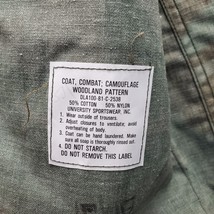 COAT, COMBAT; CAMOUFLAGE
WOODLAND PATTERN
DLA100-81-C-2538
50% COTTON 50% NYLON
UNIVERSITY SPORTSWEAR, INC.
1. Wear outside of trousers.
2. Adjust closures to ventilate; avoid
overheating.
3. Coat can be hand laundered. Make
sure all soap is thoroughly rinsed out.
4. DO NOT STARCH.
DO NOT REMOVE THIS LABEL